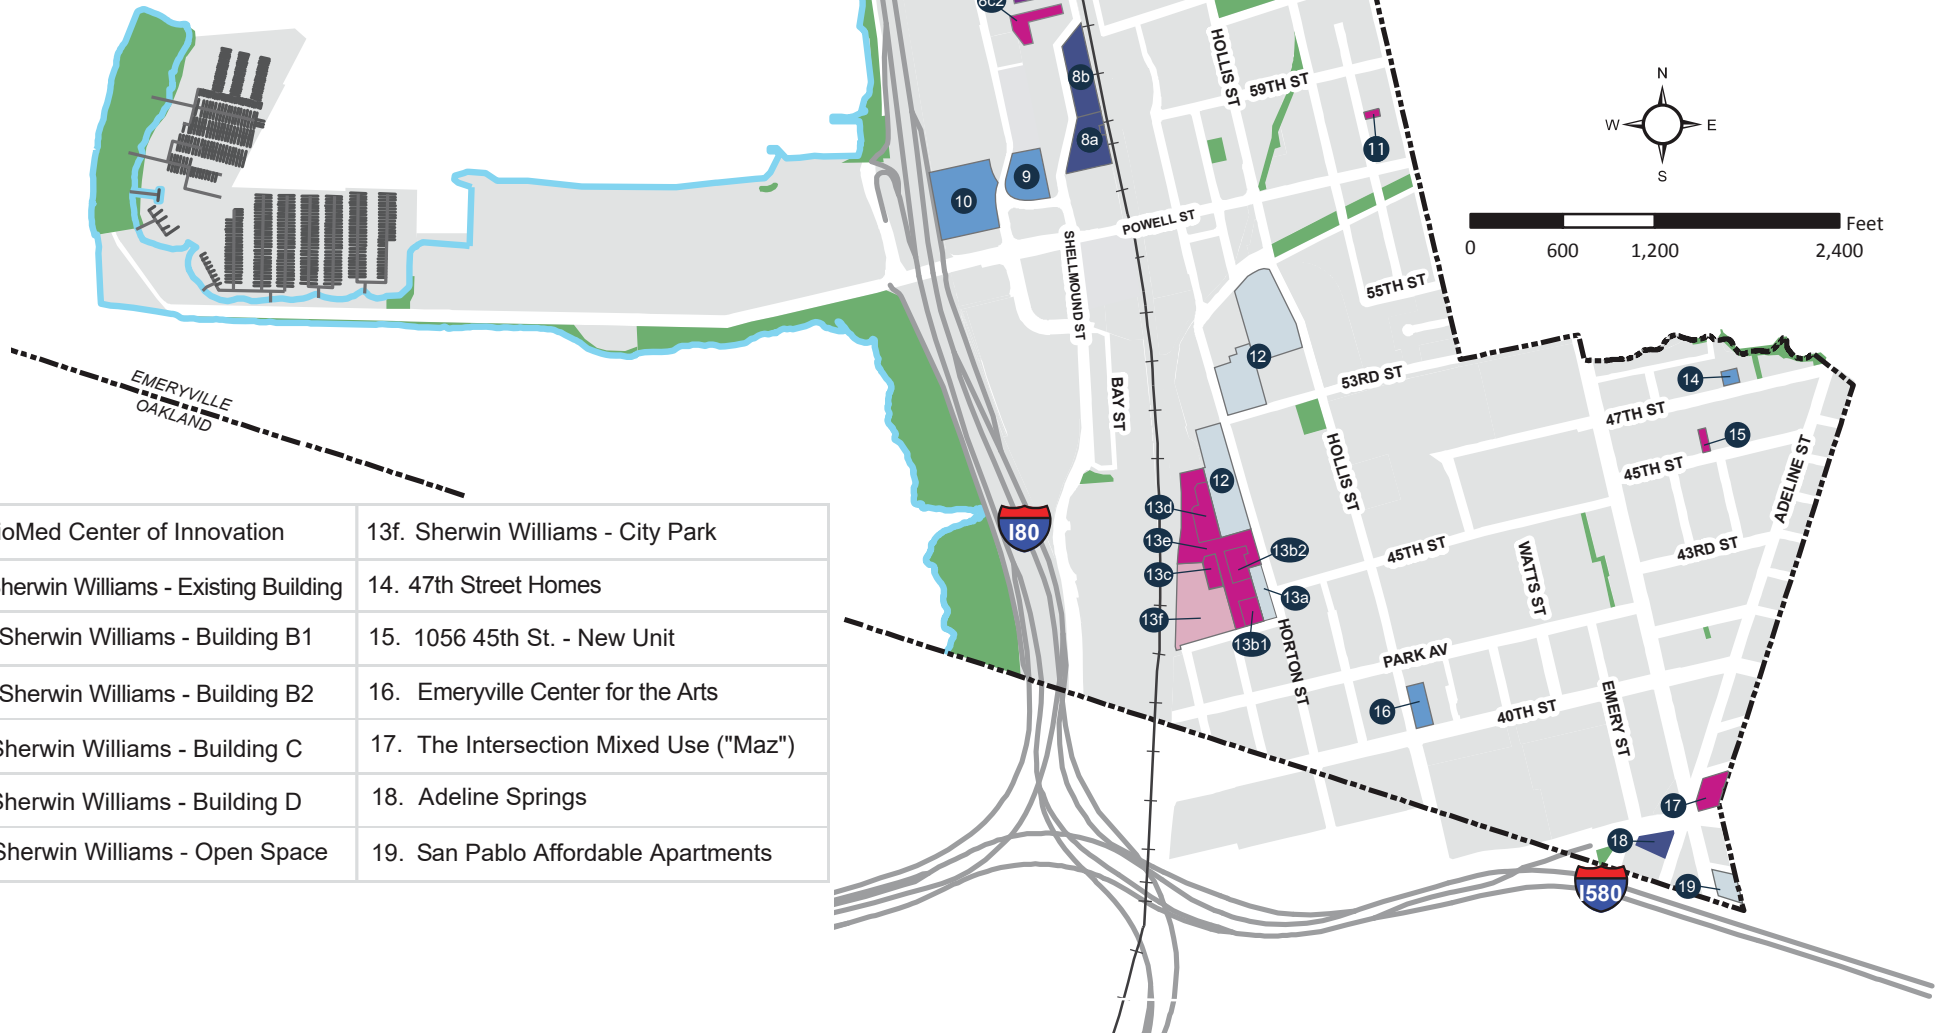 8c2
8b
8a
HOLLIS ST
59TH ST
11
N
W
E
S
Feet
0
600
1,200
2,400
9
10
POWELL ST
SHELLMOUND ST
55TH ST
12
53RD ST
BAY ST
14
47TH ST
15
45TH ST
ADELINE ST
HOLLIS ST
12
EMERYVILLE
OAKLAND
I80
13d
13e
13c
13f
13b2
13a
13b1
45TH ST
WATTS ST
43RD ST
HORTON ST
PARK AV
16
40TH ST
EMERY ST
17
18
I580
19
ioMed Center of Innovation
13f. Sherwin Williams - City Park
herwin Williams - Existing Building
14. 47th Street Homes
Sherwin Williams - Building B1
15. 1056 45th St. - New Unit
Sherwin Williams - Building B2
16. Emeryville Center for the Arts
Sherwin Williams - Building C
17. The Intersection Mixed Use ("Maz")
Sherwin Williams - Building D
18. Adeline Springs
Sherwin Williams - Open Space
19. San Pablo Affordable Apartments